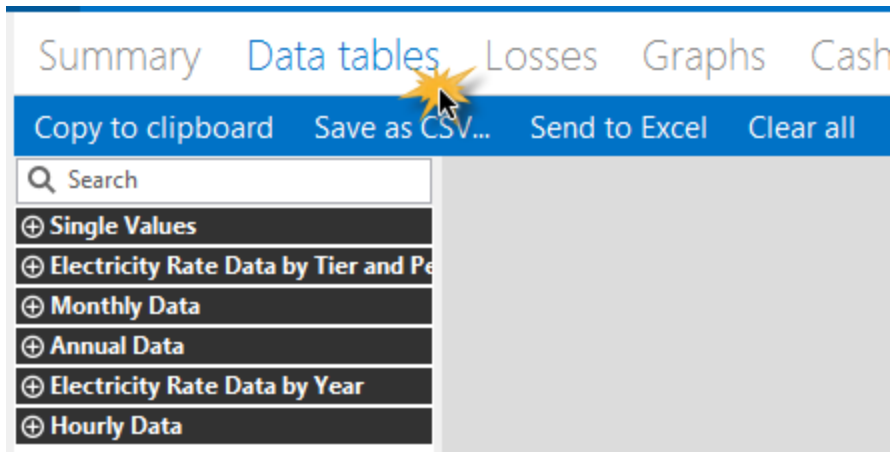 Summary Data tables Losses Graphs Cash
Copy to clipboard Save as CSV... Send to Excel Clear all
Search
Single Values
Electricity Rate Data by Tier and Pe
Monthly Data
Annual Data
Electricity Rate Data by Year
Hourly Data